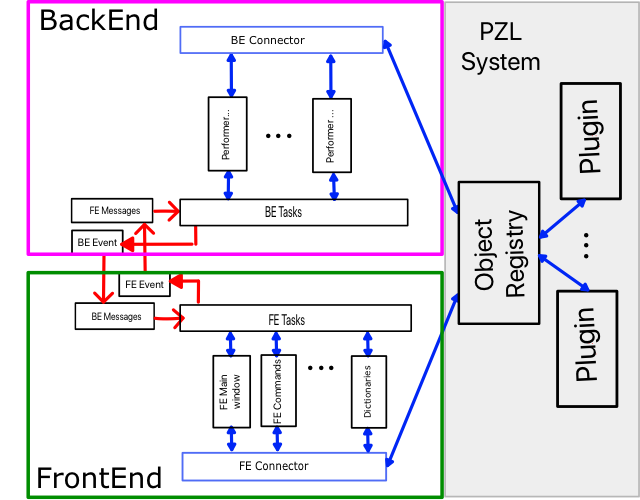 BackEnd
BE Connector
PZL
System
Performer...
...
Performer ...
Plugin
FE Messages
BE Tasks
BE Event
Object
Registry
...
FE Event
BE Messages
FE Tasks
Plugin
FE Main
window
FE Commands
...
Dictionaries
FE Connector
FrontEnd